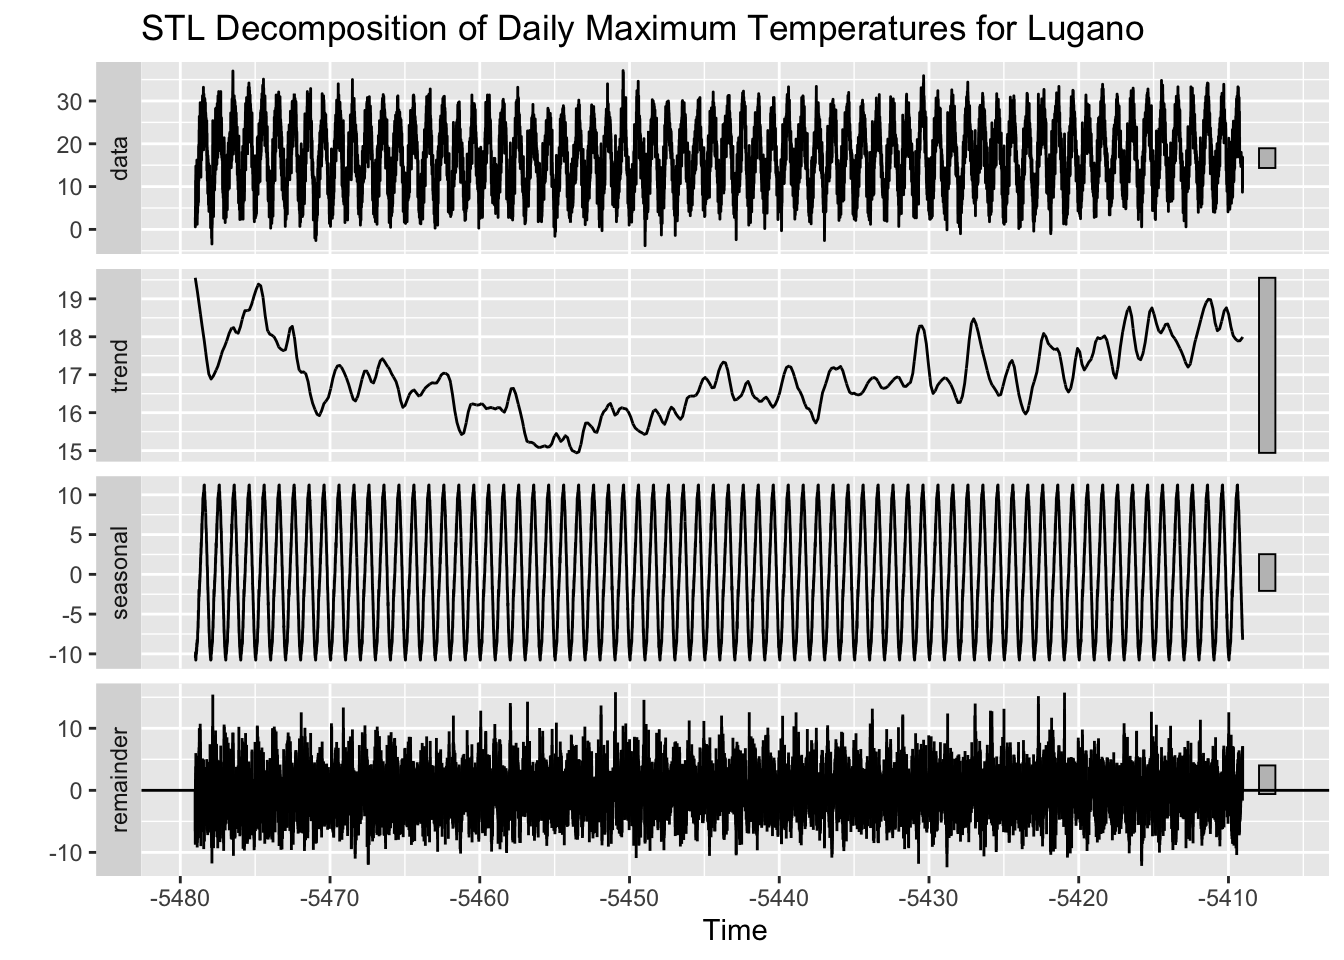 STL Decomposition of Daily Maximum Temperatures for Lugano
data
30
20
10
0
trend
19
18
17
16
15
seasonal
10
5
0
-5
-10
remainder
10
0
-10
-5480 -5470 -5460 -5450 -5440 -5430 -5420 -5410
Time